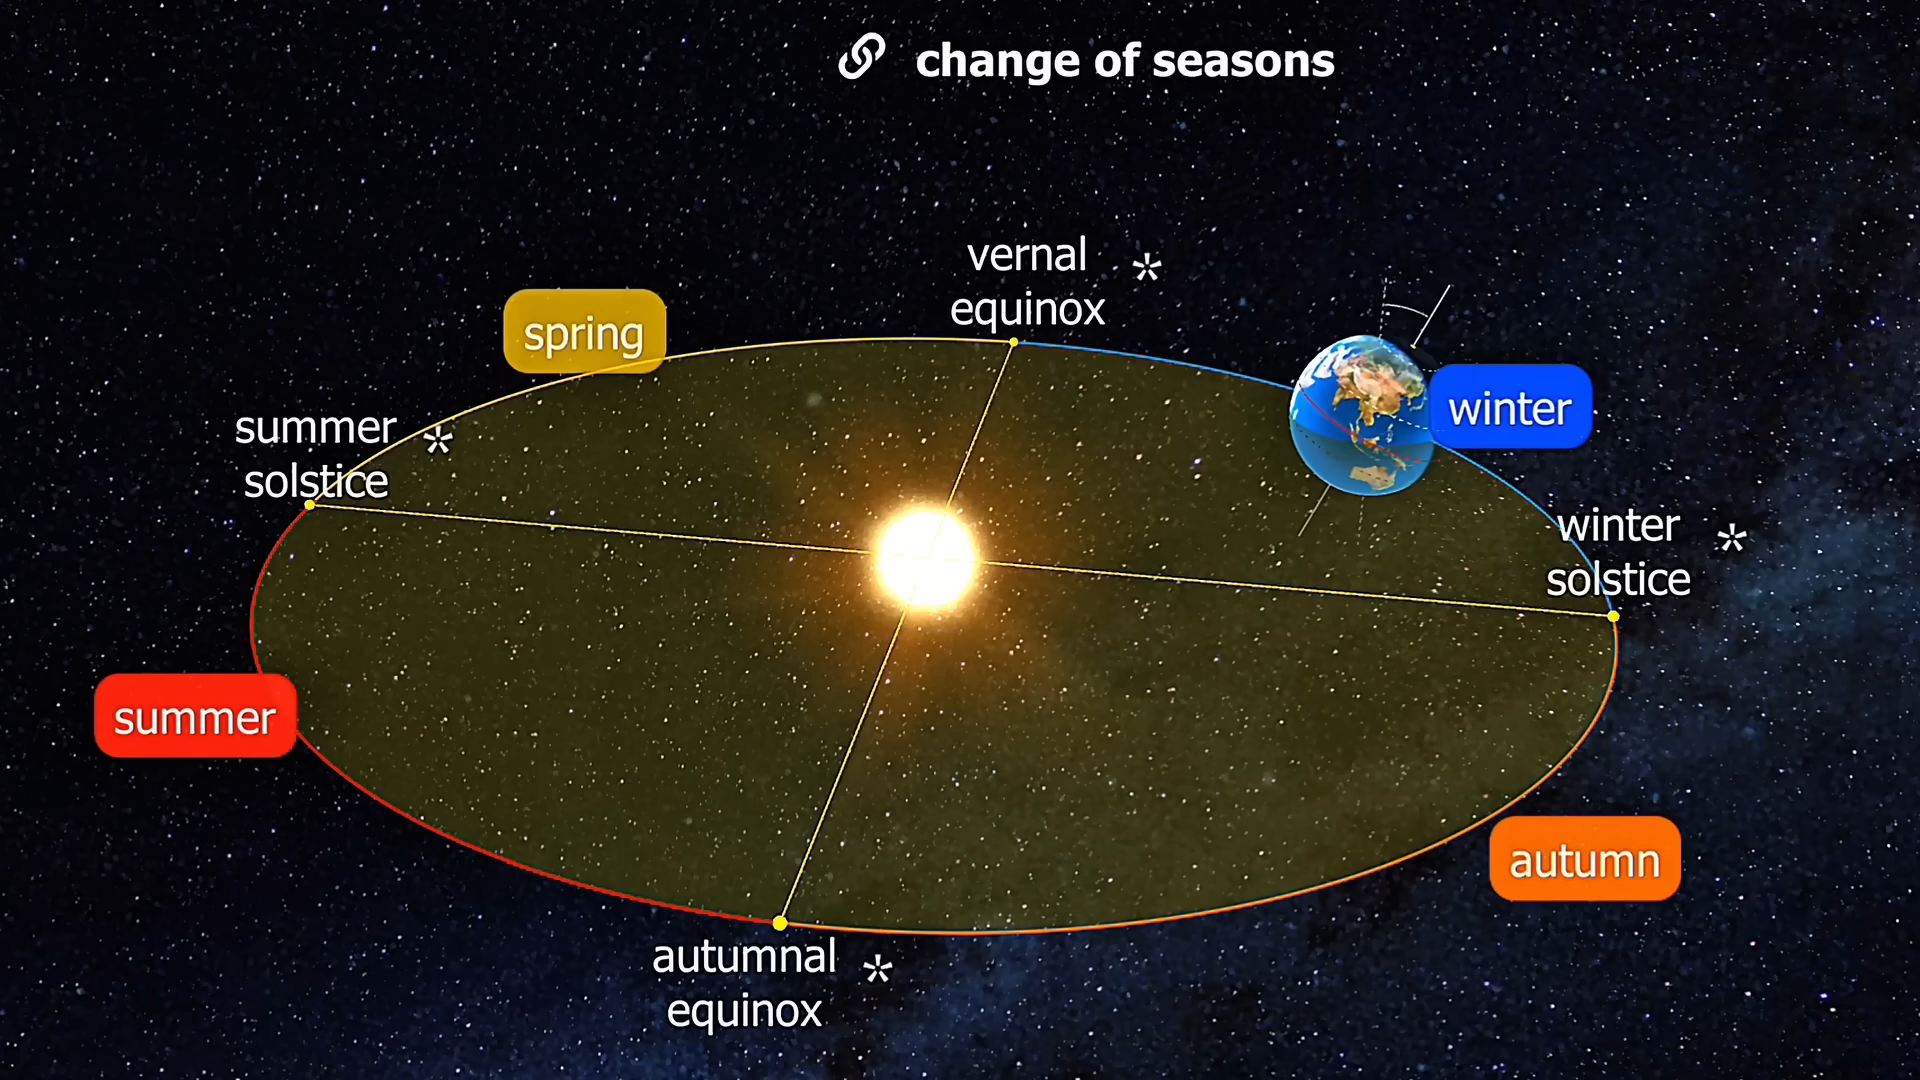 change of seasons
vernal
equinox *
spring
winter
summer *
solstice
winter *
solstice
summer
autumn
autumnal *
equinox